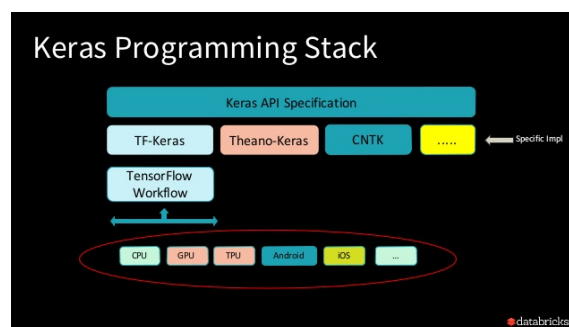 Keras Programming Stack
Keras API Specification
TF-Keras
Theano-Keras
CNTK
.....
Specific Impl
TensorFlow
Workflow
CPU
GPU
TPU
Android
iOS
...
databricks